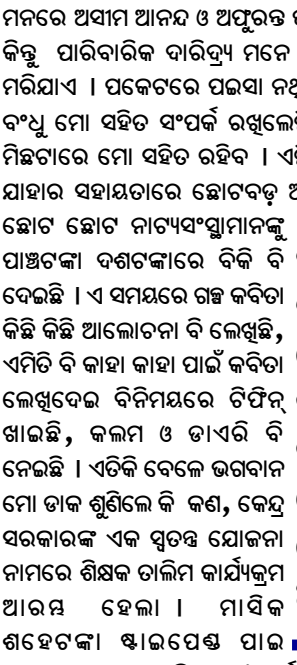 ମନରେ ଅସୀମ ଆନନ୍ଦ ଓ ଅଫୁରନ୍ତ
କିନ୍ତୁ ପାରିବାରିକ ଦାରିଦ୍ର୍ୟ ମନେ
ମରିଯାଏ । ପକେଟରେ ପଇସା
ବଂଧୁ ମୋ ସହିତ ସଂପର୍କ ରଖିଲେ
ମିଛଟାରେ ମୋ ସହିତ ରହିବ ।
ଯାହାର ସହାୟତାରେ ଛୋଟବଡ଼
ଛୋଟ ଛୋଟ ନାଟ୍ୟସଂସ୍ଥାମାନଙ୍କୁ
ପାଞ୍ଚଟଙ୍କା ଦଶଟଙ୍କାରେ ବିକି ବି
ଦେଇଛି । ଏ ସମୟରେ ଗଳ୍ପ କବିତା
କିଛି କିଛି ଆଲୋଚନା ବି ଲେଖିଛି,
ଏମିତି ବି କାହା କାହା ପାଇଁ କବିତା
ଲେଖିଦେଇ ବିନିମୟରେ ଟିଫିନ୍
ଖାଇଛି, କଲମ ଓ ଡାଏରି ବି
ନେଇଛି । ଏତିକି ବେଳେ ଭଗବାନ
ମୋ ଡାକ ଶୁଣିଲେ କି କଣ, କେନ୍ଦ୍ର
ସରକାରଙ୍କ ଏକ ସ୍ୱତନ୍ତ୍ର ଯୋଜନା
ନାମରେ ଶିକ୍ଷକ ତାଲିମ କାର୍ଯ୍ୟକ୍ରମ
ଆରମ୍ଭ ହେଲା । ମାସିକ
ଶହେଟଙ୍କା ଷ୍ଟାଇପେଣ୍ଡ ପାଇ